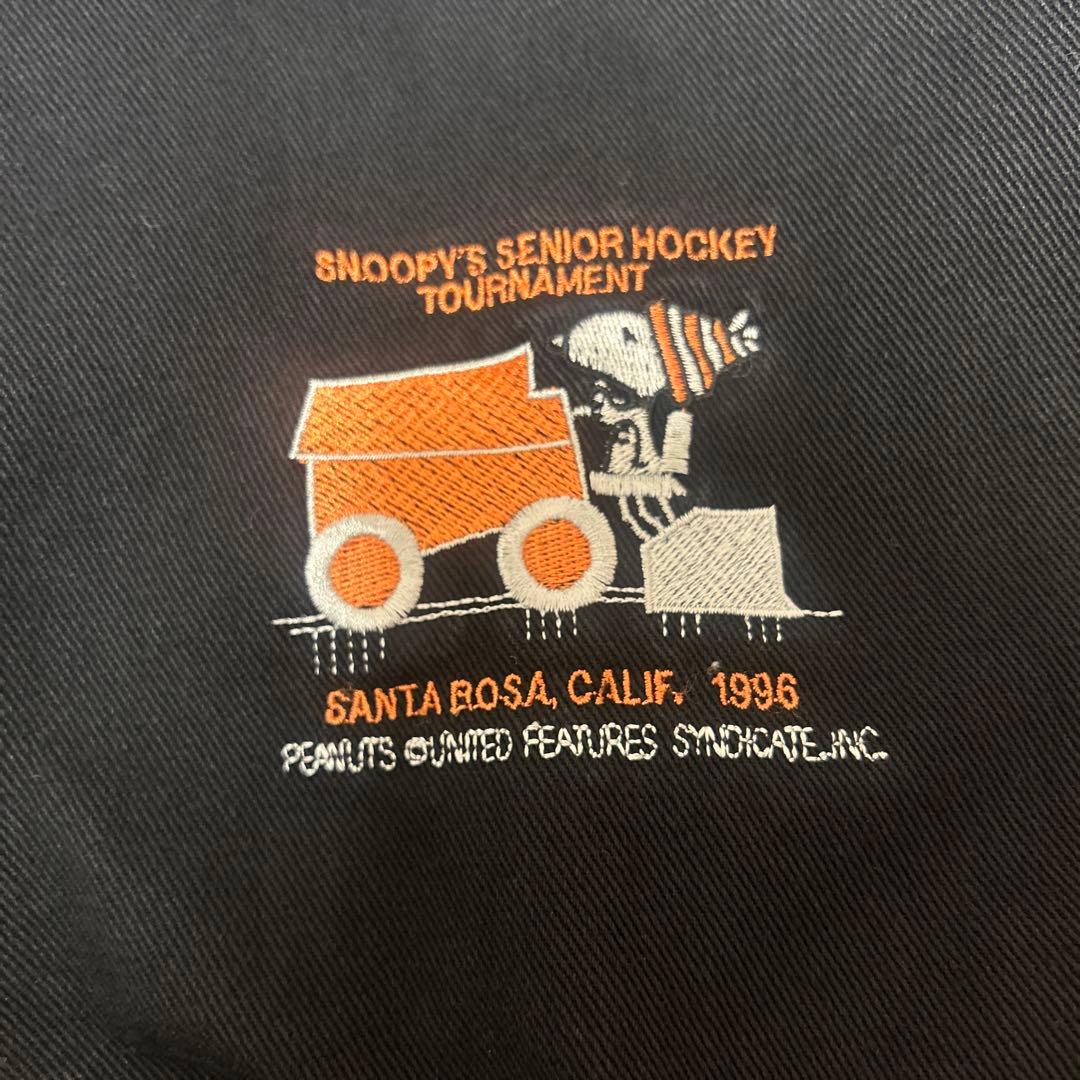 SNOOPY'S SENIOR HOCKEY
TOURNAMENT
SANTA ROSA, CALIF. 1996
PEANUTS ©UNITED FEATURES SYNDICATE.INC.